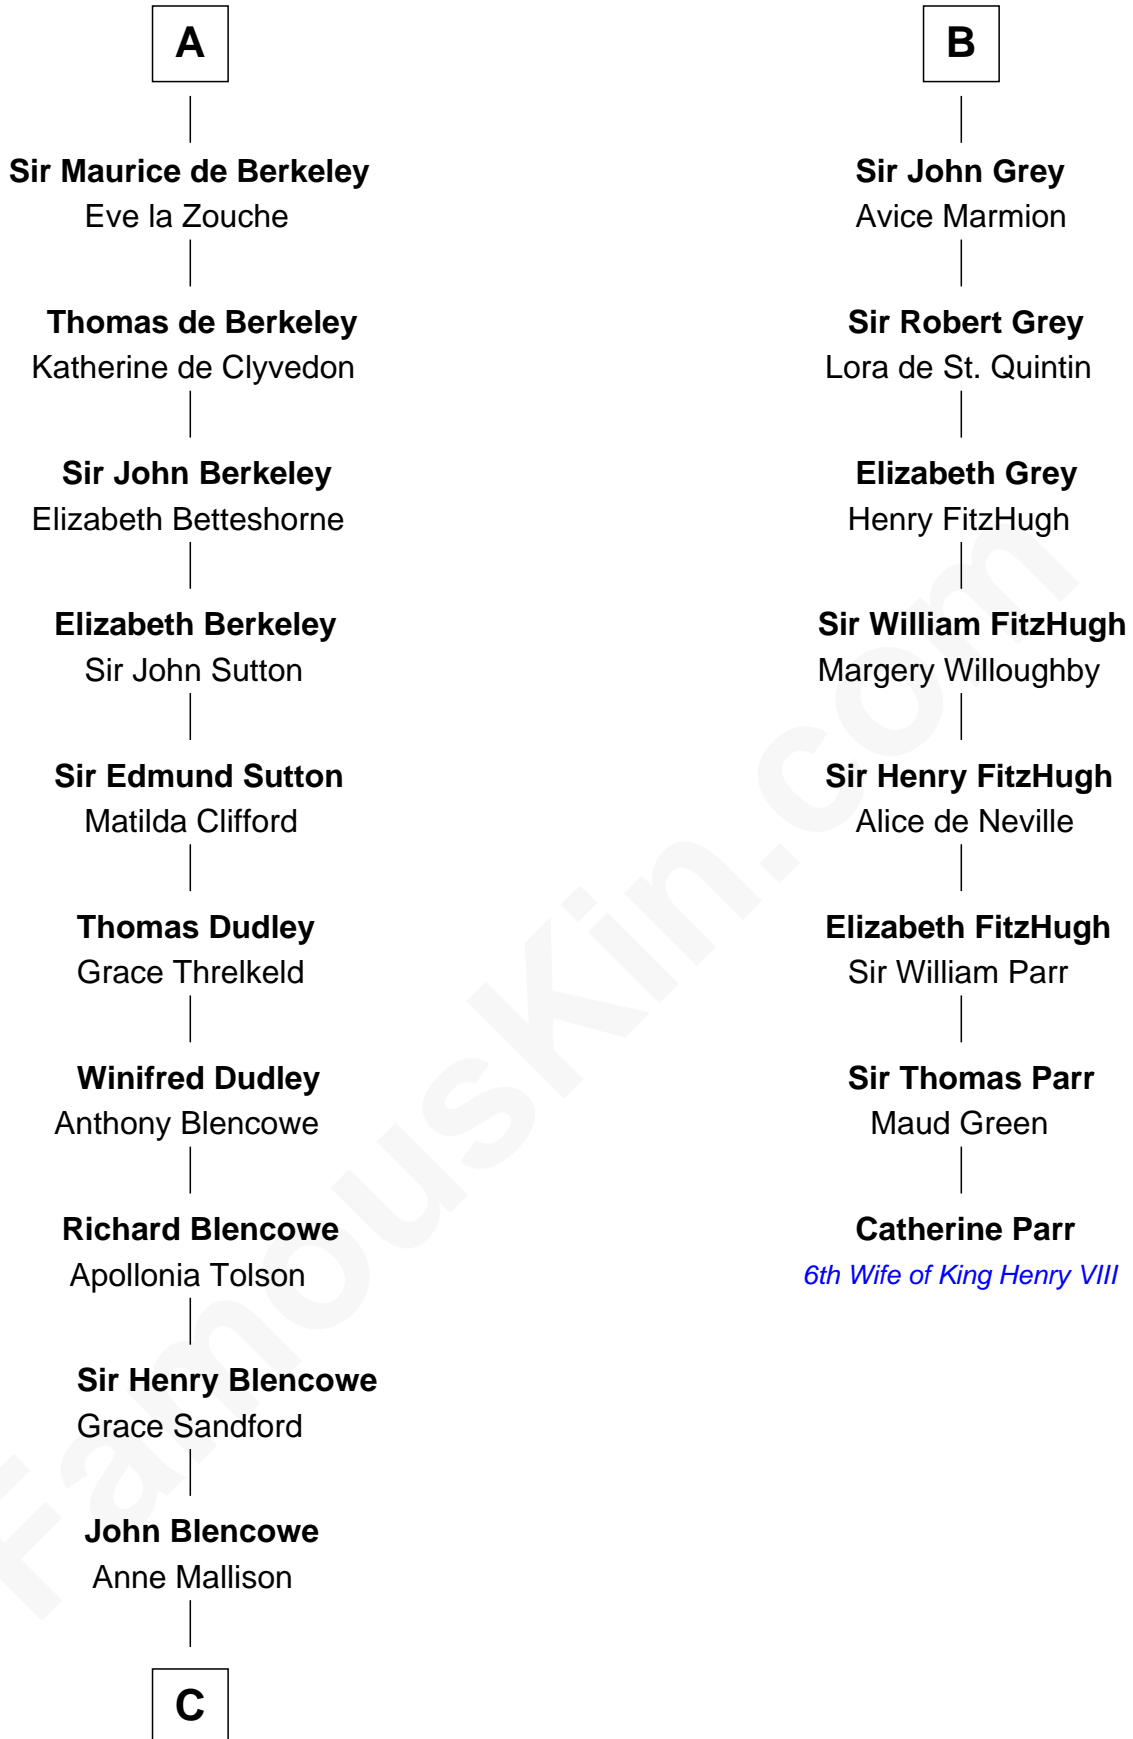 A
Sir Maurice de Berkeley
Eve la Zouche
Thomas de Berkeley
Katherine de Clyvedon
Sir John Berkeley
Elizabeth Betteshorne
Elizabeth Berkeley
Sir John Sutton
Sir Edmund Sutton
Matilda Clifford
Thomas Dudley
Grace Threlkeld
Winifred Dudley
Anthony Blencowe
Richard Blencowe
Apollonia Tolson
Sir Henry Blencowe
Grace Sandford
John Blencowe
Anne Mallison
C
B
Sir John Grey
Avice Marmion
Sir Robert Grey
Lora de St. Quintin
Elizabeth Grey
Henry FitzHugh
Sir William FitzHugh
Margery Willoughby
Sir Henry FitzHugh
Alice de Neville
Elizabeth FitzHugh
Sir William Parr
Sir Thomas Parr
Maud Green
Catherine Parr
6th Wife of King Henry VIII
FamousKin.com